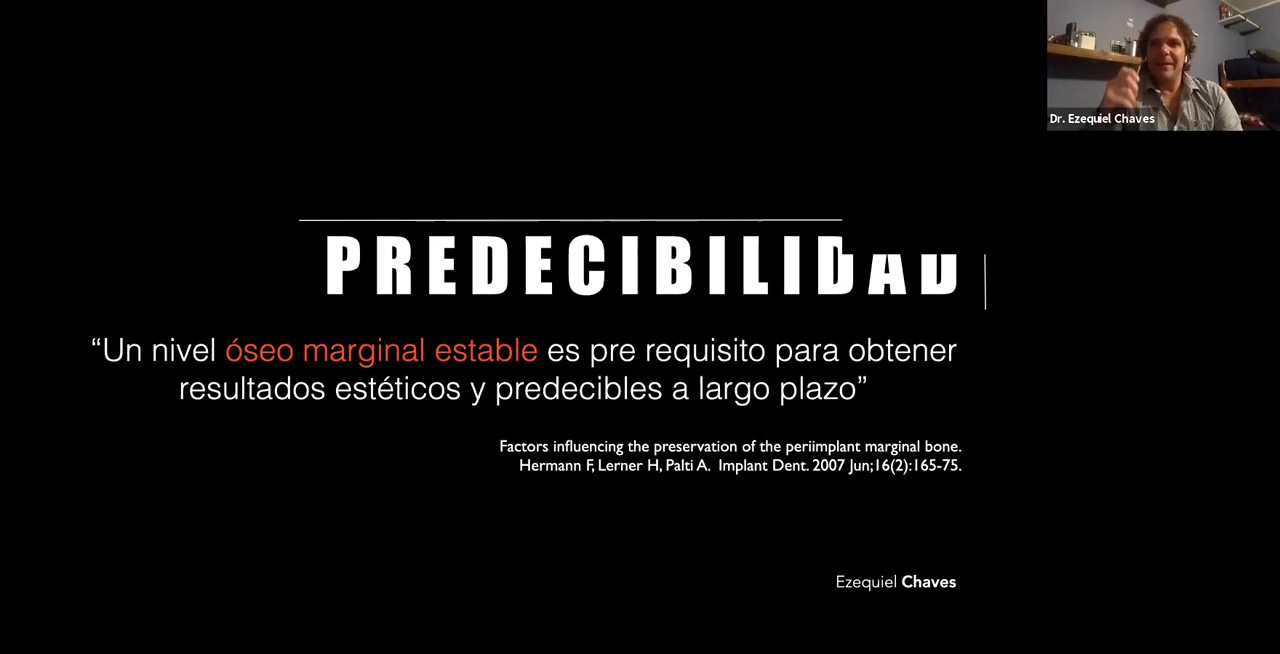 Dr. Ezequiel Chaves
PREDECIBILIDAD
“Un nivel óseo marginal estable es pre requisito para obtener
resultados estéticos y predecibles a largo plazo”
Factors influencing the preservation of the periimplant marginal bone.
Hermann F, Lerner H, Palti A. Implant Dent. 2007 Jun;16(2):165-75.
Ezequiel Chaves